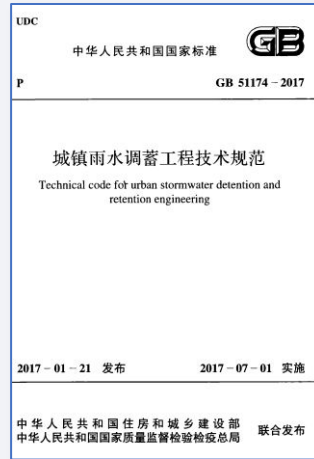 UDC
中华人民共和国国家标准
GB
P
GB 51174－2017
城镇雨水调蓄工程技术规范
Technical code for urban stormwater detention and
retention engineering
2017－01－21 发布
2017－07－01 实施
中华人民共和国住房和城乡建设部
中华人民共和国国家质量监督检验检疫总局
联合发布